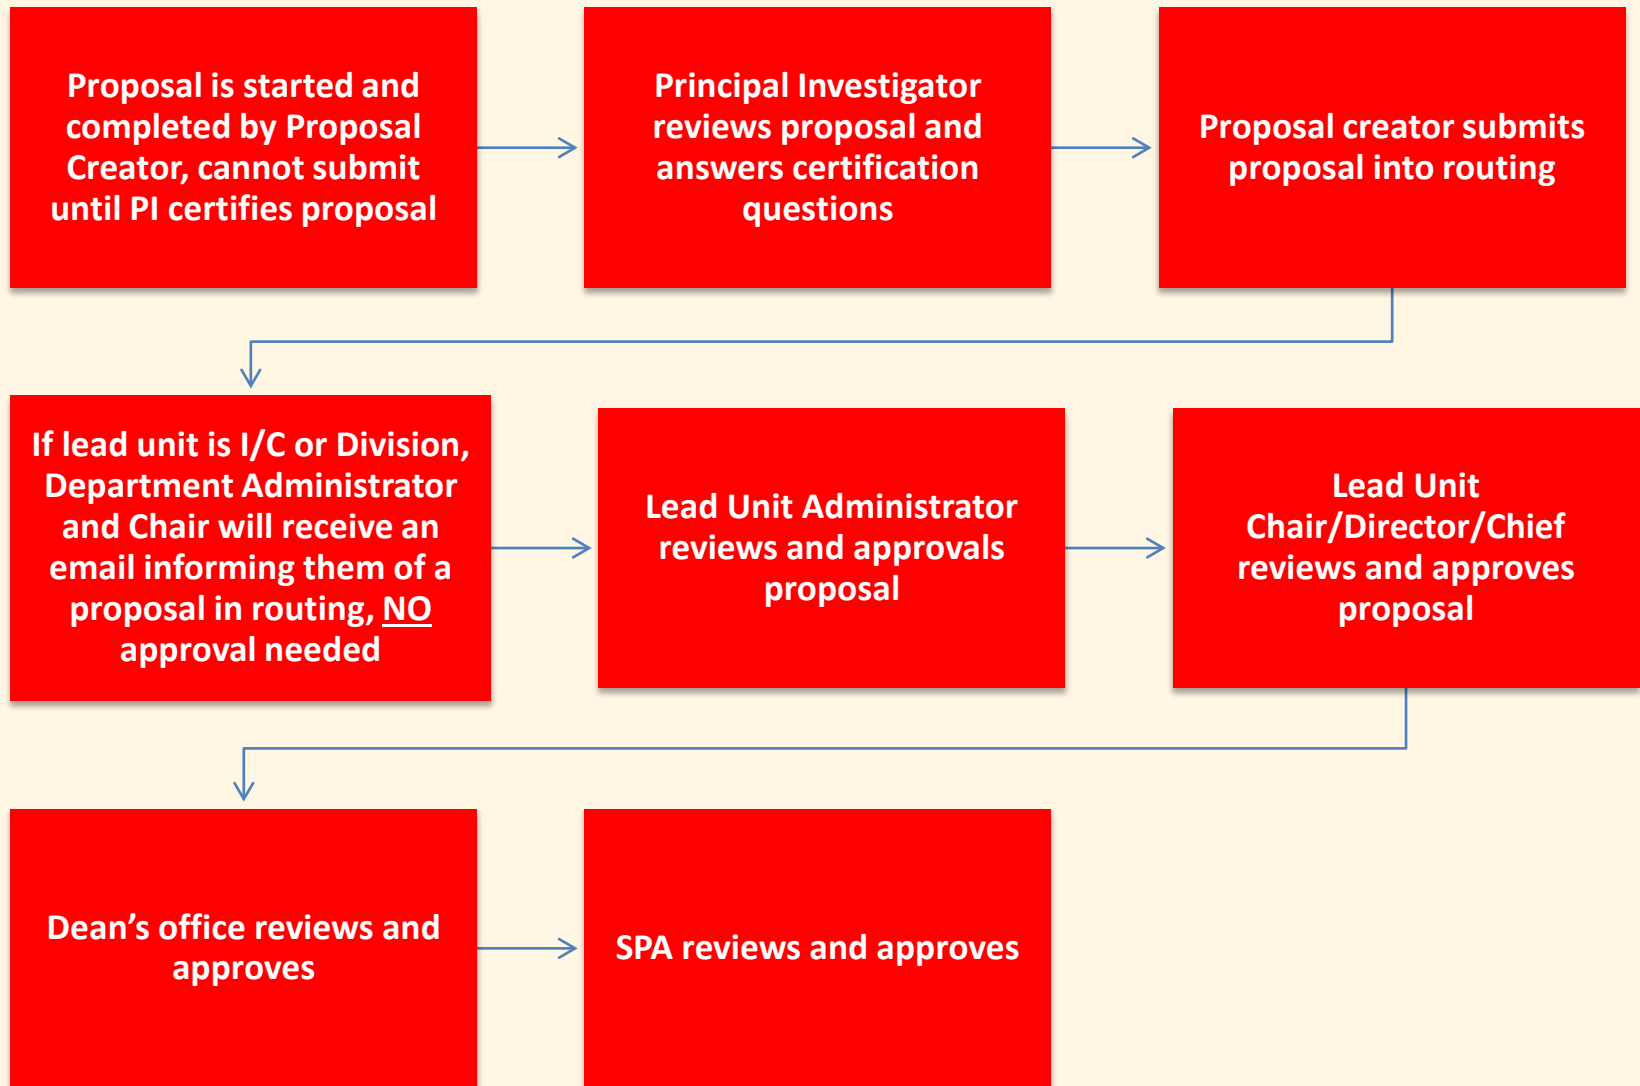 Proposal is started and
completed by Proposal
Creator, cannot submit
until PI certifies proposal
Principal Investigator
reviews proposal and
answers certification
questions
Proposal creator submits
proposal into routing
If lead unit is I/C or Division,
Department Administrator
and Chair will receive an
email informing them of a
proposal in routing, NO
approval needed
Lead Unit Administrator
reviews and approvals
proposal
Lead Unit
Chair/Director/Chief
reviews and approves
proposal
Dean’s office reviews and
approves
SPA reviews and approves